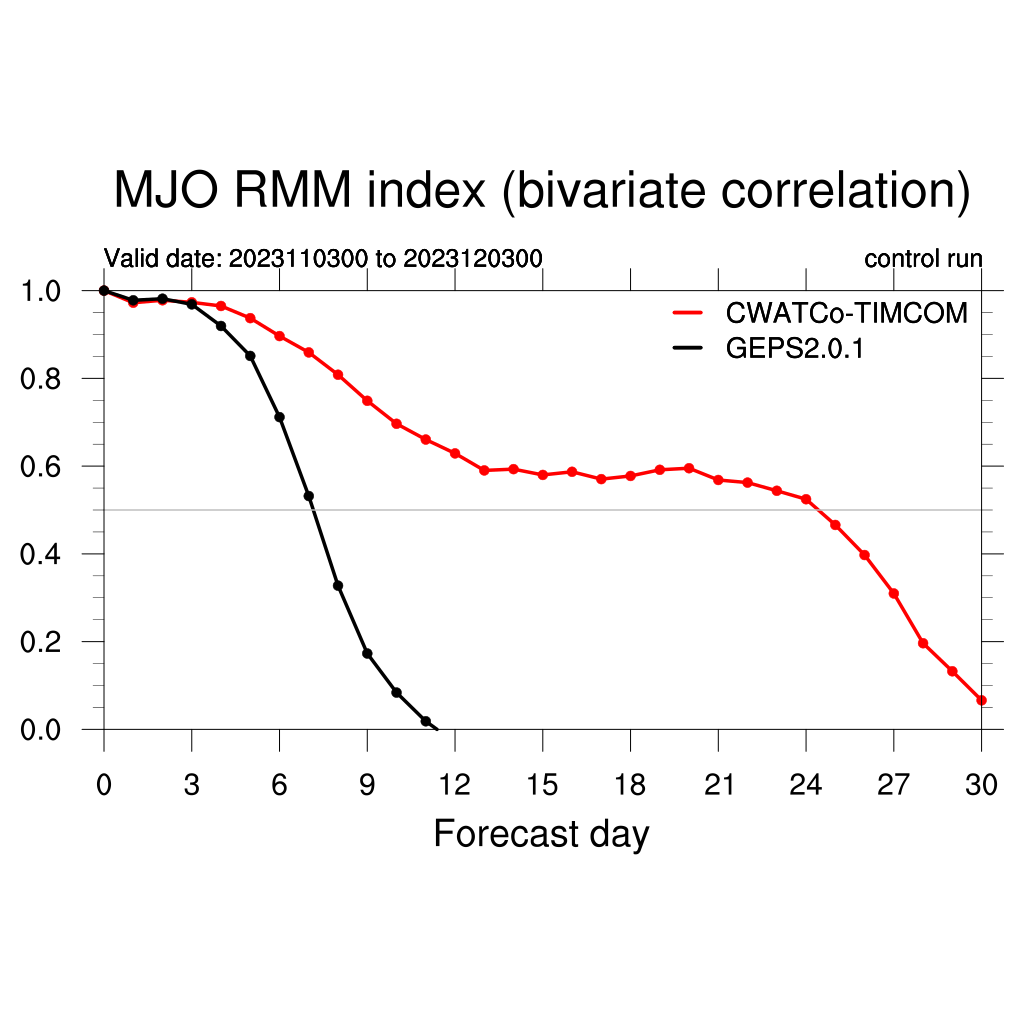 MJO RMM index (bivariate correlation)
Valid date: 2023110300 to 2023120300 control run
CWATCo-TIMCOM
GEPS2.0.1
1.0
0.8
0.6
0.4
0.2
0.0
0 3 6 9 12 15 18 21 24 27 30
Forecast day